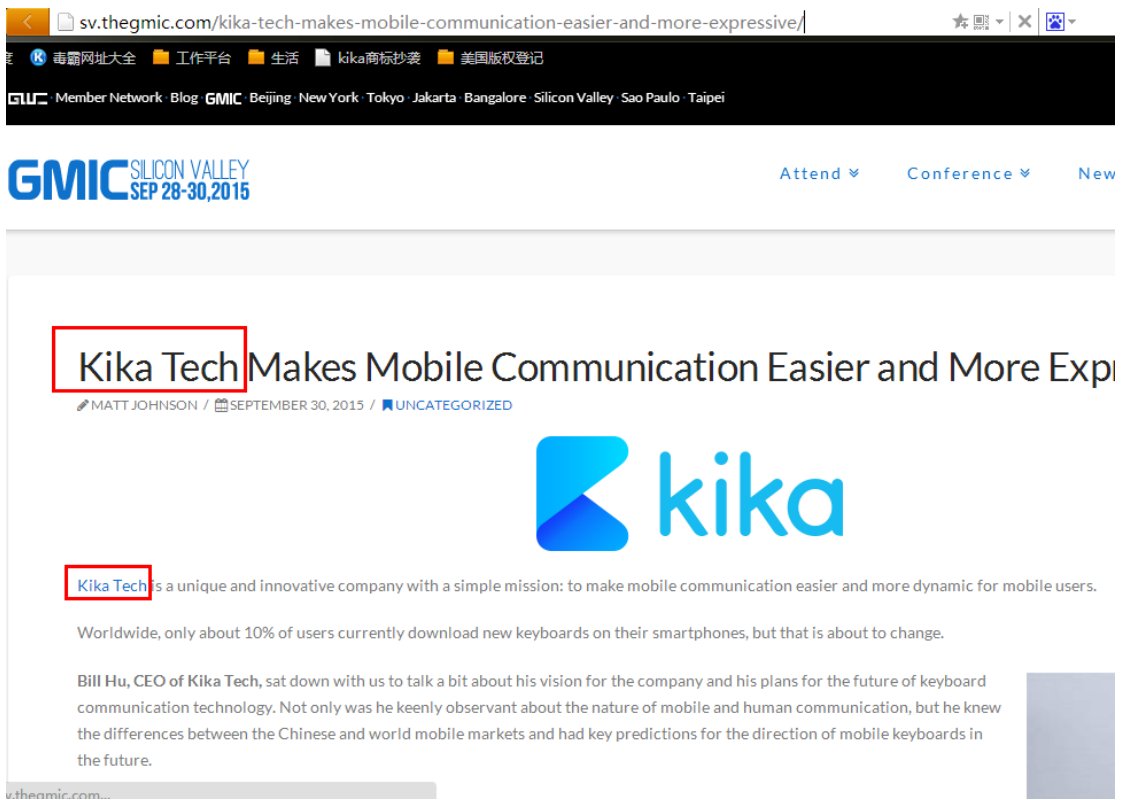 sv.thegmic.com/kika-tech-makes-mobile-communication-easier-and-more-expressive/
毒霸网址大全 工作平台 生活 kika商标抄袭 美国版权登记
Member Network · Blog · GMIC · Beijing · New York · Tokyo · Jakarta · Bangalore · Silicon Valley · Sao Paulo · Taipei
GMIC SILICON VALLEY
SEP 28-30,2015
Attend Conference New
Kika Tech Makes Mobile Communication Easier and More Exp
MATT JOHNSON / SEPTEMBER 30, 2015 / UNCATEGORIZED
kika
Kika Tech is a unique and innovative company with a simple mission: to make mobile communication easier and more dynamic for mobile users.
Worldwide, only about 10% of users currently download new keyboards on their smartphones, but that is about to change.
Bill Hu, CEO of Kika Tech, sat down with us to talk a bit about his vision for the company and his plans for the future of keyboard
communication technology. Not only was he keenly observant about the nature of mobile and human communication, but he knew
the differences between the Chinese and world mobile markets and had key predictions for the direction of mobile keyboards in
the future.
v.thegmic.com...